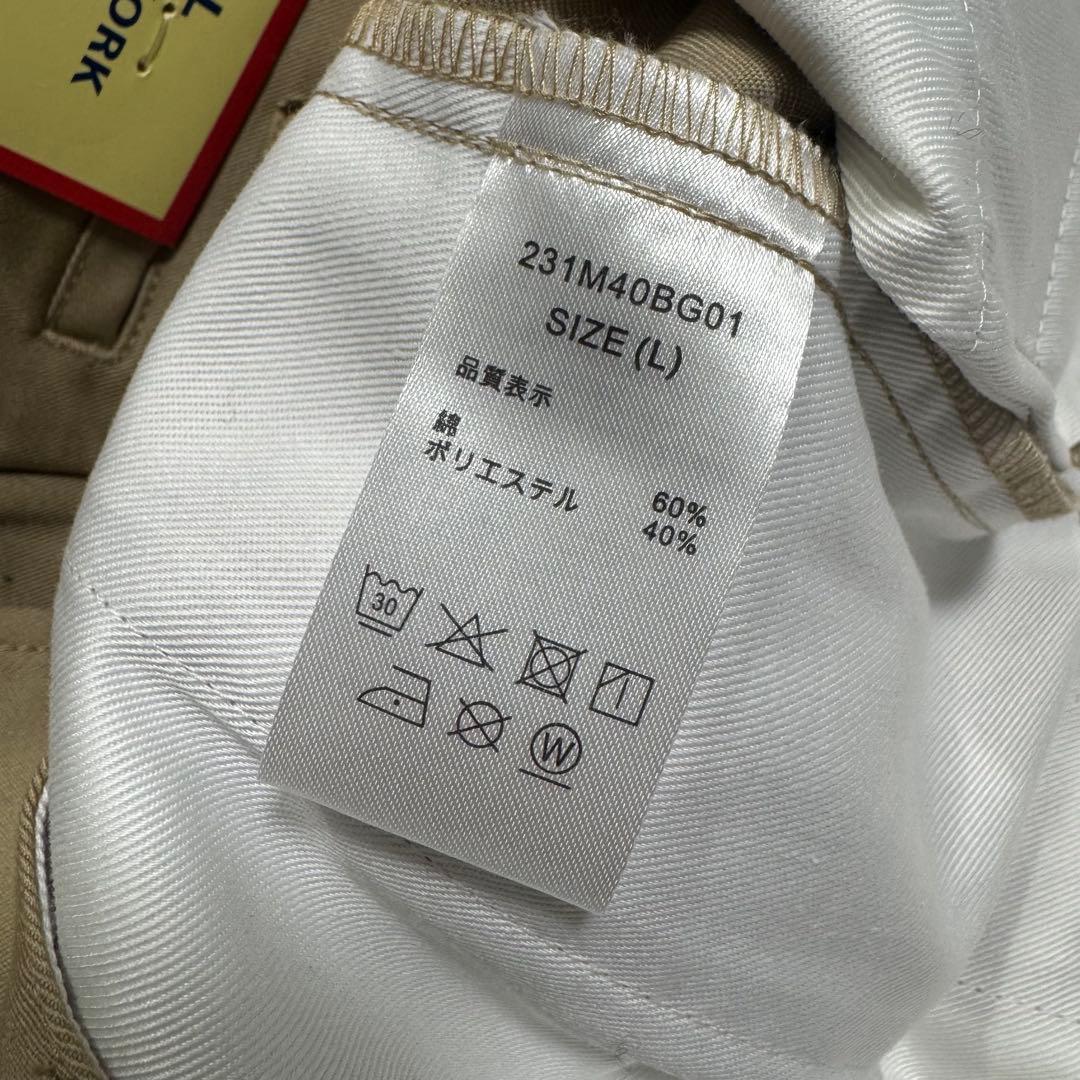 L
ORK
231M40BG01
SIZE (L)
品質表示
綿 60%
ポリエステル 40%
30
W